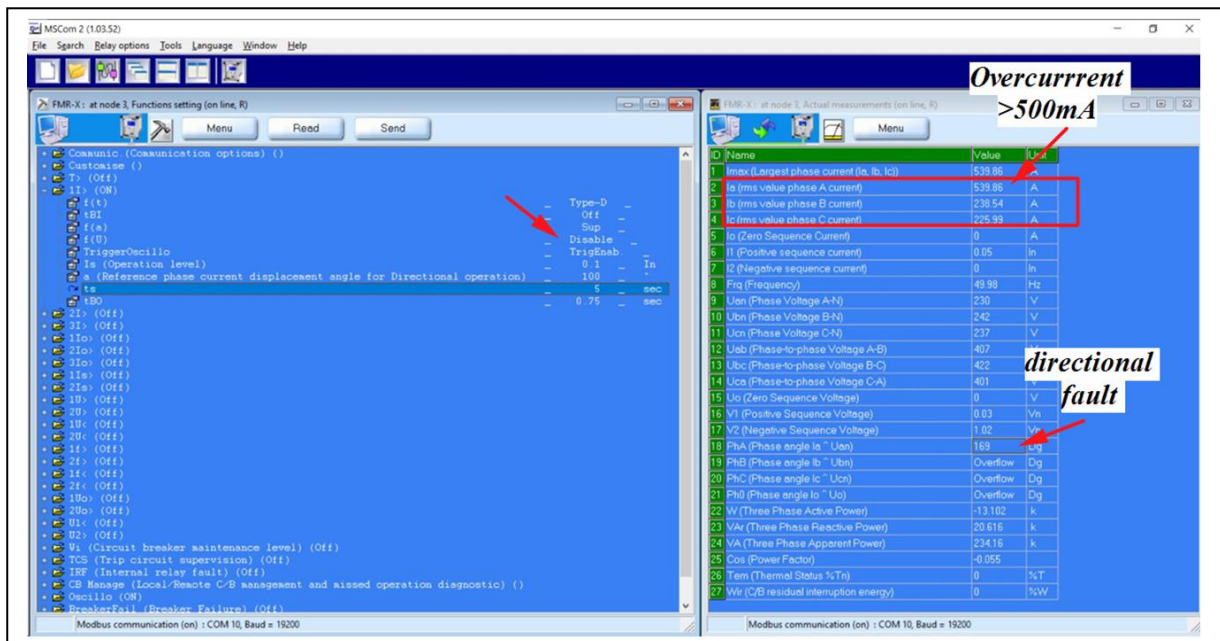 MSCom 2 (1.03.52)
File Search Relay options Tools Language Window Help
FMR-X : at node 3, Functions setting (on line, R)
Menu Read Send
Communic. (Communication options) ()
Customise ()
T> (Off)
1I> (ON)
f(t) _ Type-D _
tBI _ Off _
f(a) _ Sup _
f(U) _ Disable _
TriggerOscillo _ TrigEnab. _
Is (Operation level) _ 0.1 _ In
a (Reference phase current displacement angle for Directional operation) _ 100 _ °
ts _ 5 _ sec
tBO _ 0.75 _ sec
2I> (Off)
3I> (Off)
1Io> (Off)
2Io> (Off)
3Io> (Off)
1Is> (Off)
2Is> (Off)
1U> (Off)
2U> (Off)
1U< (Off)
2U< (Off)
1f> (Off)
2f> (Off)
1f< (Off)
2f< (Off)
1Uo> (Off)
2Uo> (Off)
U1< (Off)
U2> (Off)
Wi (Circuit breaker maintenance level) (Off)
TCS (Trip circuit supervision) (Off)
IRF (Internal relay fault) (Off)
CB Manage (Local/Remote C/B management and missed operation diagnostic) ()
Oscillo (ON)
BreakerFail (Breaker Failure) (Off)
Modbus communication (on) : COM 10, Baud = 19200
Overcurrrent
>500mA
FMR-X : at node 3, Actual measurements (on line, R)
Menu
ID Name Value Unit
1 Imax (Largest phase current (Ia, Ib, Ic)) 539.86 A
2 Ia (rms value phase A current) 539.86 A
3 Ib (rms value phase B current) 238.54 A
4 Ic (rms value phase C current) 225.99 A
5 Io (Zero Sequence Current) 0 A
6 I1 (Positive sequence current) 0.05 In
7 I2 (Negative sequence current) 0 In
8 Frq (Frequency) 49.98 Hz
9 Uan (Phase Voltage A-N) 230 V
10 Ubn (Phase Voltage B-N) 242 V
11 Ucn (Phase Voltage C-N) 237 V
12 Uab (Phase-to-phase Voltage A-B) 407
13 Ubc (Phase-to-phase Voltage B-C) 422
14 Uca (Phase-to-phase Voltage C-A) 401
15 Uo (Zero Sequence Voltage) 0 V
16 V1 (Positive Sequence Voltage) 0.03 Vn
17 V2 (Negative Sequence Voltage) 1.02 Vn
18 PhA (Phase angle Ia ^ Uan) 169 Dg
19 PhB (Phase angle Ib ^ Ubn) Overflow Dg
20 PhC (Phase angle Ic ^ Ucn) Overflow Dg
21 Ph0 (Phase angle Io ^ Uo) Overflow Dg
22 W (Three Phase Active Power) -13.102 k
23 VAr (Three Phase Reactive Power) 20.616 k
24 VA (Three Phase Apparent Power) 234.16 k
25 Cos (Power Factor) -0.055
26 Tem (Thermal Status %Tn) 0 %T
27 Wir (C/B residual interruption energy) 0 %W
directional
fault
Modbus communication (on) : COM 10, Baud = 19200